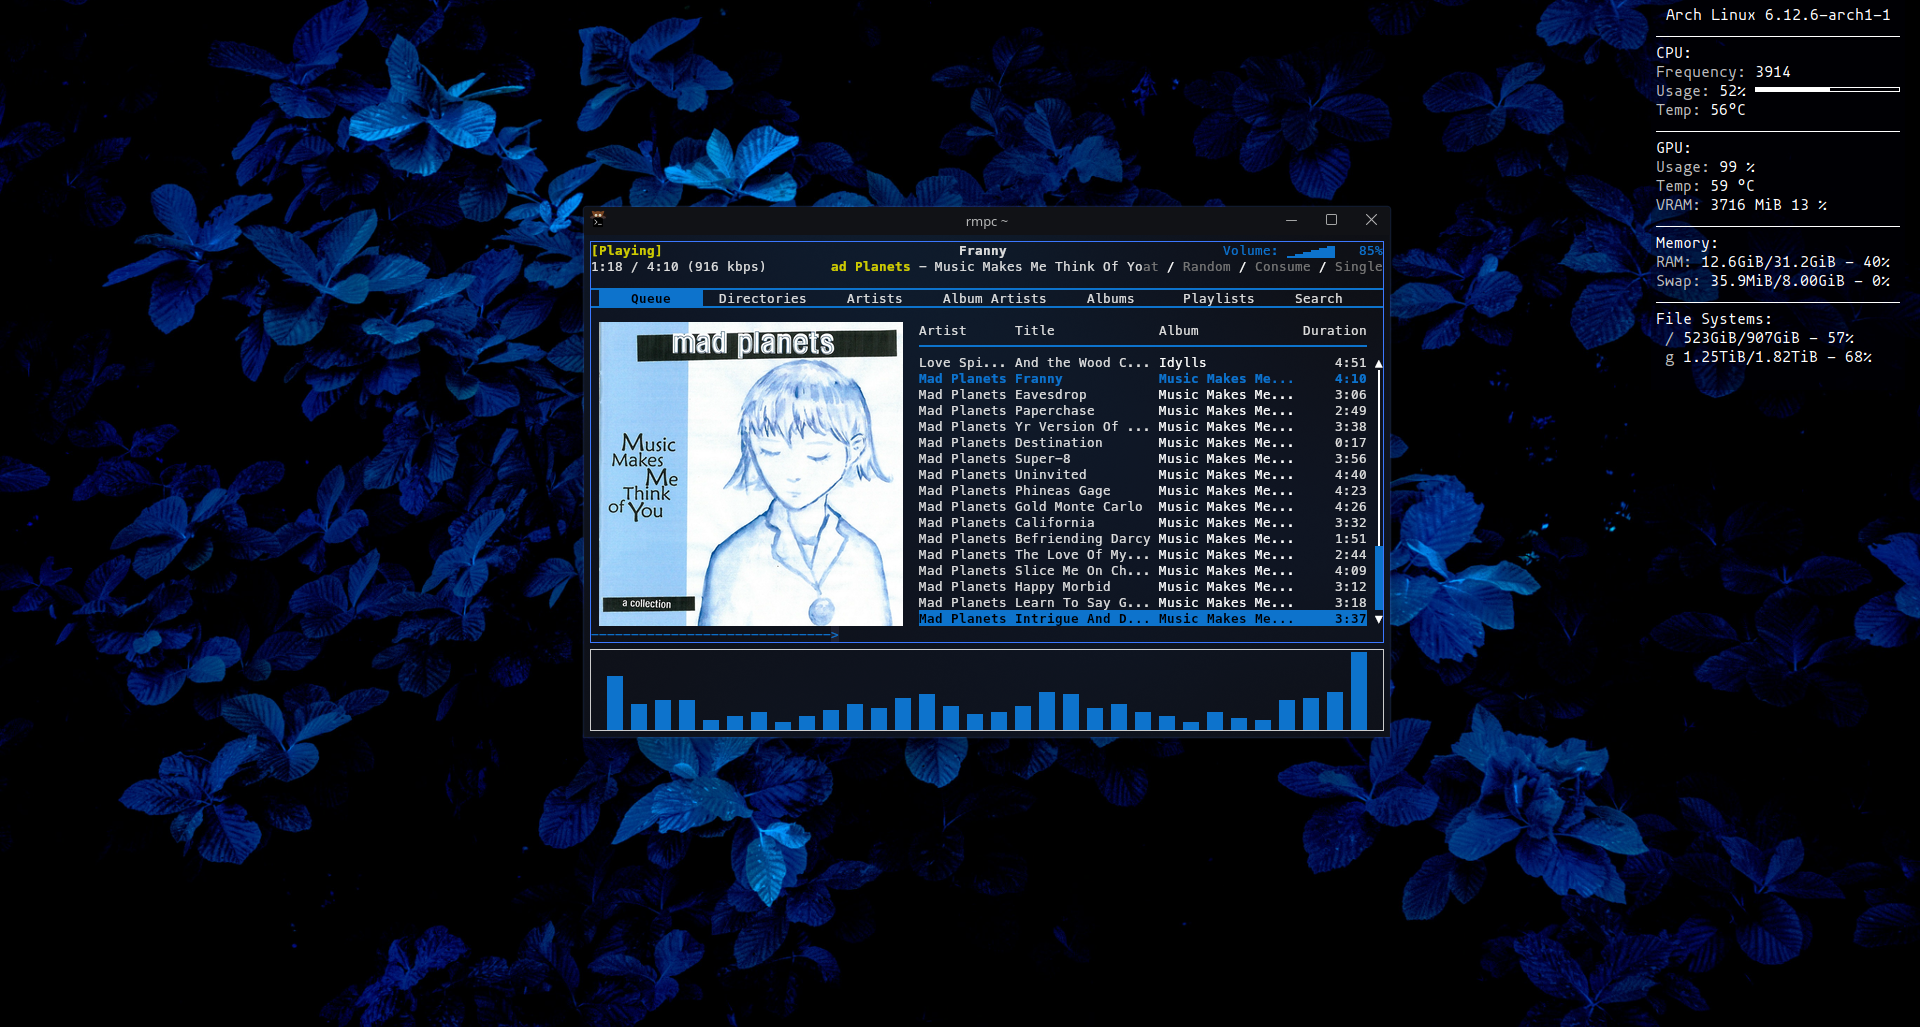 Arch Linux 6.12.6-arch1-1
CPU:
Frequency: 3914
Usage: 52%
Temp: 56°C
GPU:
Usage: 99 %
Temp: 59 °C
VRAM: 3716 MiB 13 %
Memory:
RAM: 12.6GiB/31.2GiB - 40%
Swap: 35.9MiB/8.00GiB - 0%
File Systems:
/ 523GiB/907GiB - 57%
g 1.25TiB/1.82TiB - 68%
rmpc ~
[Playing] Franny Volume: 85%
1:18 / 4:10 (916 kbps) ad Planets - Music Makes Me Think Of Yoat / Random / Consume / Single
Queue Directories Artists Album Artists Albums Playlists Search
mad planets
Music
Makes
Me
Think
of You
a collection
Artist Title Album Duration
Love Spi... And the Wood C... Idylls 4:51
Mad Planets Franny Music Makes Me... 4:10
Mad Planets Eavesdrop Music Makes Me... 3:06
Mad Planets Paperchase Music Makes Me... 2:49
Mad Planets Yr Version Of ... Music Makes Me... 3:38
Mad Planets Destination Music Makes Me... 0:17
Mad Planets Super-8 Music Makes Me... 3:56
Mad Planets Uninvited Music Makes Me... 4:40
Mad Planets Phineas Gage Music Makes Me... 4:23
Mad Planets Gold Monte Carlo Music Makes Me... 4:26
Mad Planets California Music Makes Me... 3:32
Mad Planets Befriending Darcy Music Makes Me... 1:51
Mad Planets The Love Of My... Music Makes Me... 2:44
Mad Planets Slice Me On Ch... Music Makes Me... 4:09
Mad Planets Happy Morbid Music Makes Me... 3:12
Mad Planets Learn To Say G... Music Makes Me... 3:18
Mad Planets Intrigue And D... Music Makes Me... 3:37